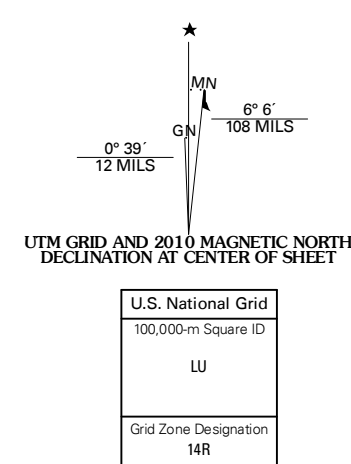 MN
GN
6° 6´
108 MILS
0° 39´
12 MILS
UTM GRID AND 2010 MAGNETIC NORTH
DECLINATION AT CENTER OF SHEET
U.S. National Grid
100,000-m Square ID
LU
Grid Zone Designation
14R